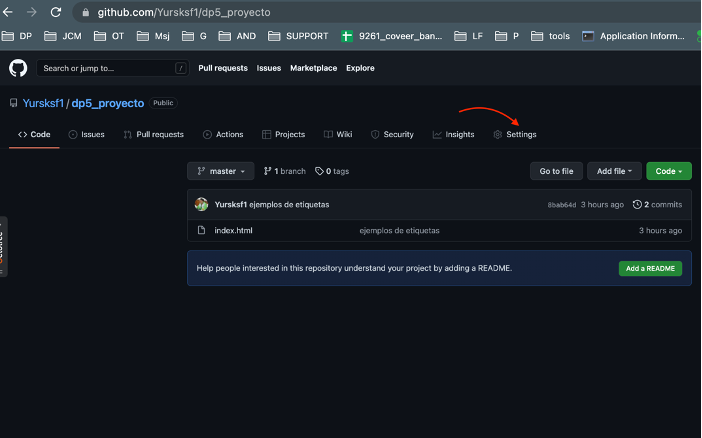 github.com/Yursksf1/dp5_proyecto
DP JCM OT Msj G AND SUPPORT 9261_coveer_ban... LF P tools Application Inform...
Search or jump to... / Pull requests Issues Marketplace Explore
Yursksf1 / dp5_proyecto Public
Code Issues Pull requests Actions Projects Wiki Security Insights Settings
master 1 branch 0 tags Go to file Add file Code
Yursksf1 ejemplos de etiquetas 8bab64d 3 hours ago 2 commits
index.html ejemplos de etiquetas 3 hours ago
Help people interested in this repository understand your project by adding a README. Add a README